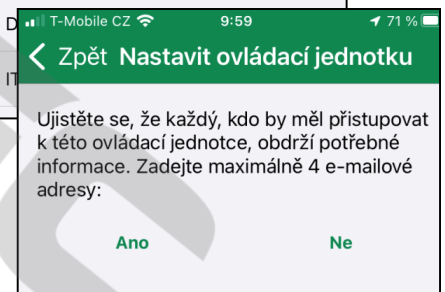 D
T-Mobile CZ 9:59 71 %
IT
Zpět Nastavit ovládací jednotku
Ujistěte se, že každý, kdo by měl přistupovat
k této ovládací jednotce, obdrží potřebné
informace. Zadejte maximálně 4 e-mailové
adresy:
Ano Ne